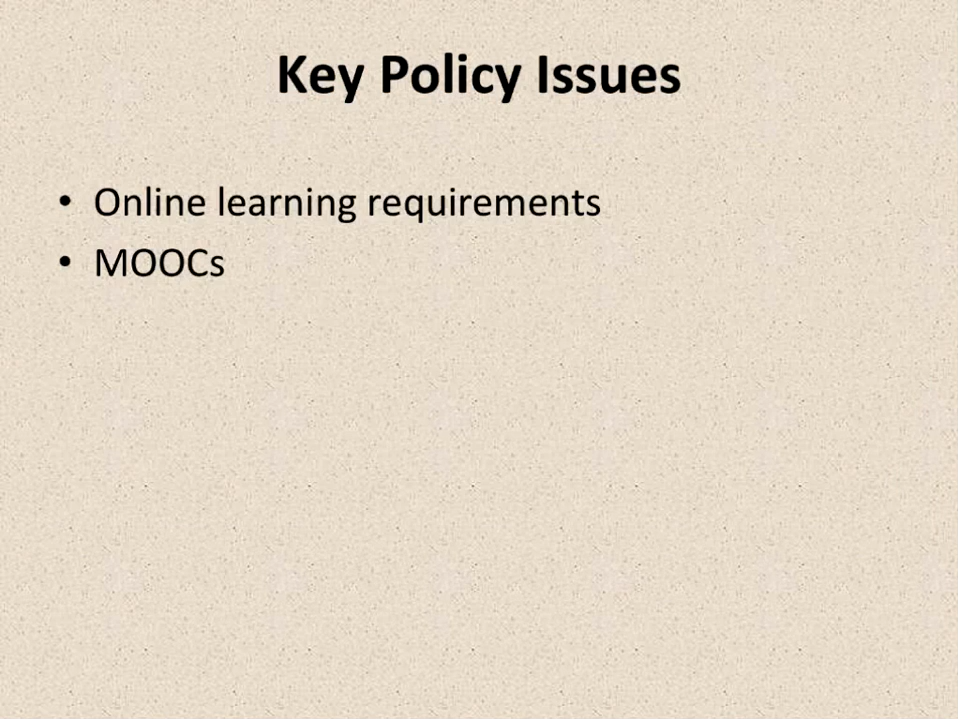 Key Policy Issues
• Online learning requirements
• MOOCs